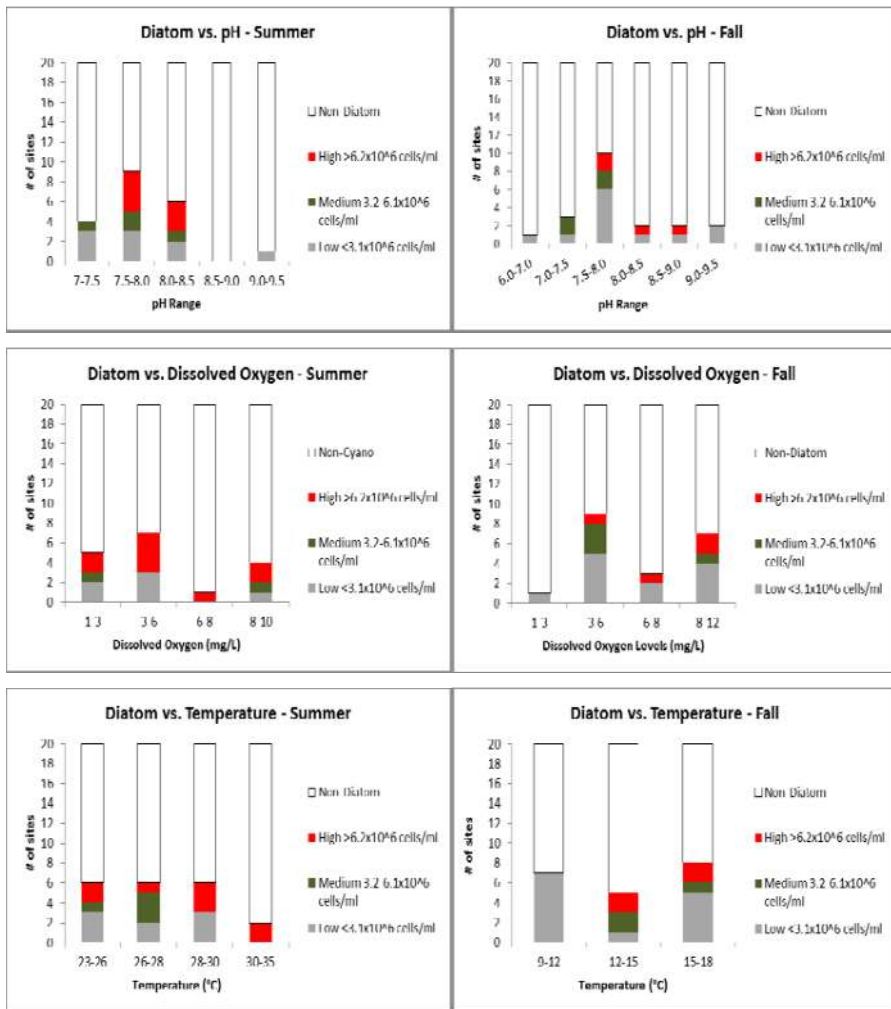 Diatom vs. pH - Summer
# of sites
20
18
16
14
12
10
8
6
4
2
0
7-7.5
7.5-8.0
8.0-8.5
8.5-9.0
9.0-9.5
pH Range
Non Diatom
High >6.2x10^6 cells/ml
Medium 3.2 6.1x10^6
cells/ml
Low <3.1x10^6 cells/ml
Diatom vs. pH - Fall
# of sites
20
18
16
14
12
10
8
6
4
2
0
6.0-7.0
7.0-7.5
7.5-8.0
8.0-8.5
8.5-9.0
9.0-9.5
pH Range
Non Diatom
High >6.2x10^6 cells/ml
Medium 3.2 6.1x10^6
cells/ml
Low <3.1x10^6 cells/ml
Diatom vs. Dissolved Oxygen - Summer
# of sites
20
18
16
14
12
10
8
6
4
2
0
1 3
3 6
6 8
8 10
Dissolved Oxygen (mg/L)
Non-Cyano
High >6.2x10^6 cells/ml
Medium 3.2-6.1x10^6
cells/ml
Low <3.1x10^6 cells/ml
Diatom vs. Dissolved Oxygen - Fall
# of sites
20
18
16
14
12
10
8
6
4
2
0
1 3
3 6
6 8
8 12
Dissolved Oxygen Levels (mg/L)
Non-Diatom
High >6.2x10^6 cells/ml
Medium 3.2-6.1x10^6
cells/ml
Low <3.1x10^6 cells/ml
Diatom vs. Temperature - Summer
# of sites
20
18
16
14
12
10
8
6
4
2
0
23-26
26-28
28-30
30-35
Temperature (°C)
Non Diatom
High >6.2x10^6 cells/ml
Medium 3.2 6.1x10^6
cells/ml
Low <3.1x10^6 cells/ml
Diatom vs. Temperature - Fall
# of sites
20
18
16
14
12
10
8
6
4
2
0
9-12
12-15
15-18
Temperature (°C)
Non Diatom
High >6.2x10^6 cells/ml
Medium 3.2 6.1x10^6
cells/ml
Low <3.1x10^6 cells/ml